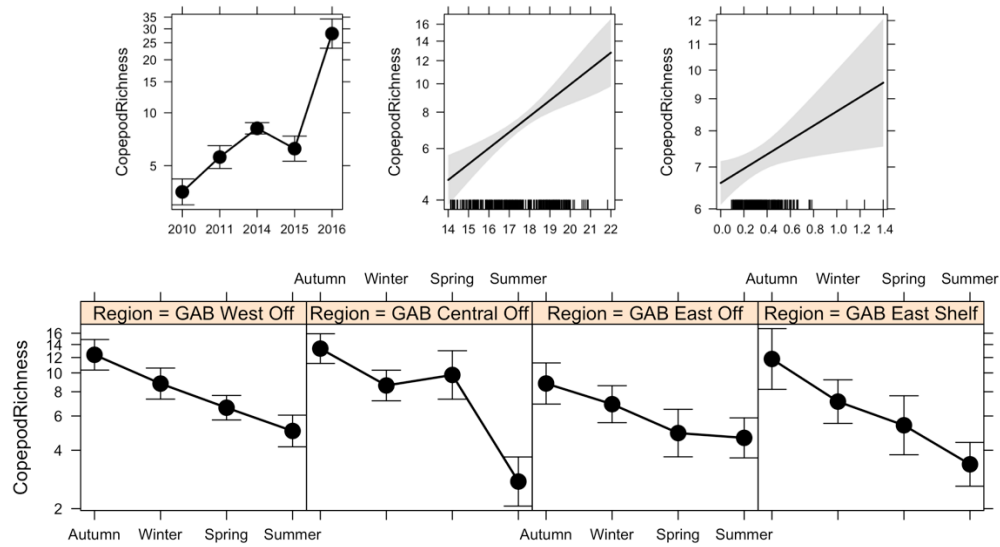 CopepodRichness
35
30
25
20
15
10
5
2010 2011 2014 2015 2016
CopepodRichness
16
14
12
10
8
6
4
14 15 16 17 18 19 20 21 22
CopepodRichness
12
11
10
9
8
7
6
0.0 0.2 0.4 0.6 0.8 1.0 1.2 1.4
Autumn Winter Spring Summer Autumn Winter Spring Summer
Region = GAB West Off Region = GAB Central Off Region = GAB East Off Region = GAB East Shelf
CopepodRichness
16
14
12
10
8
6
4
2
Autumn Winter Spring Summer Autumn Winter Spring Summer